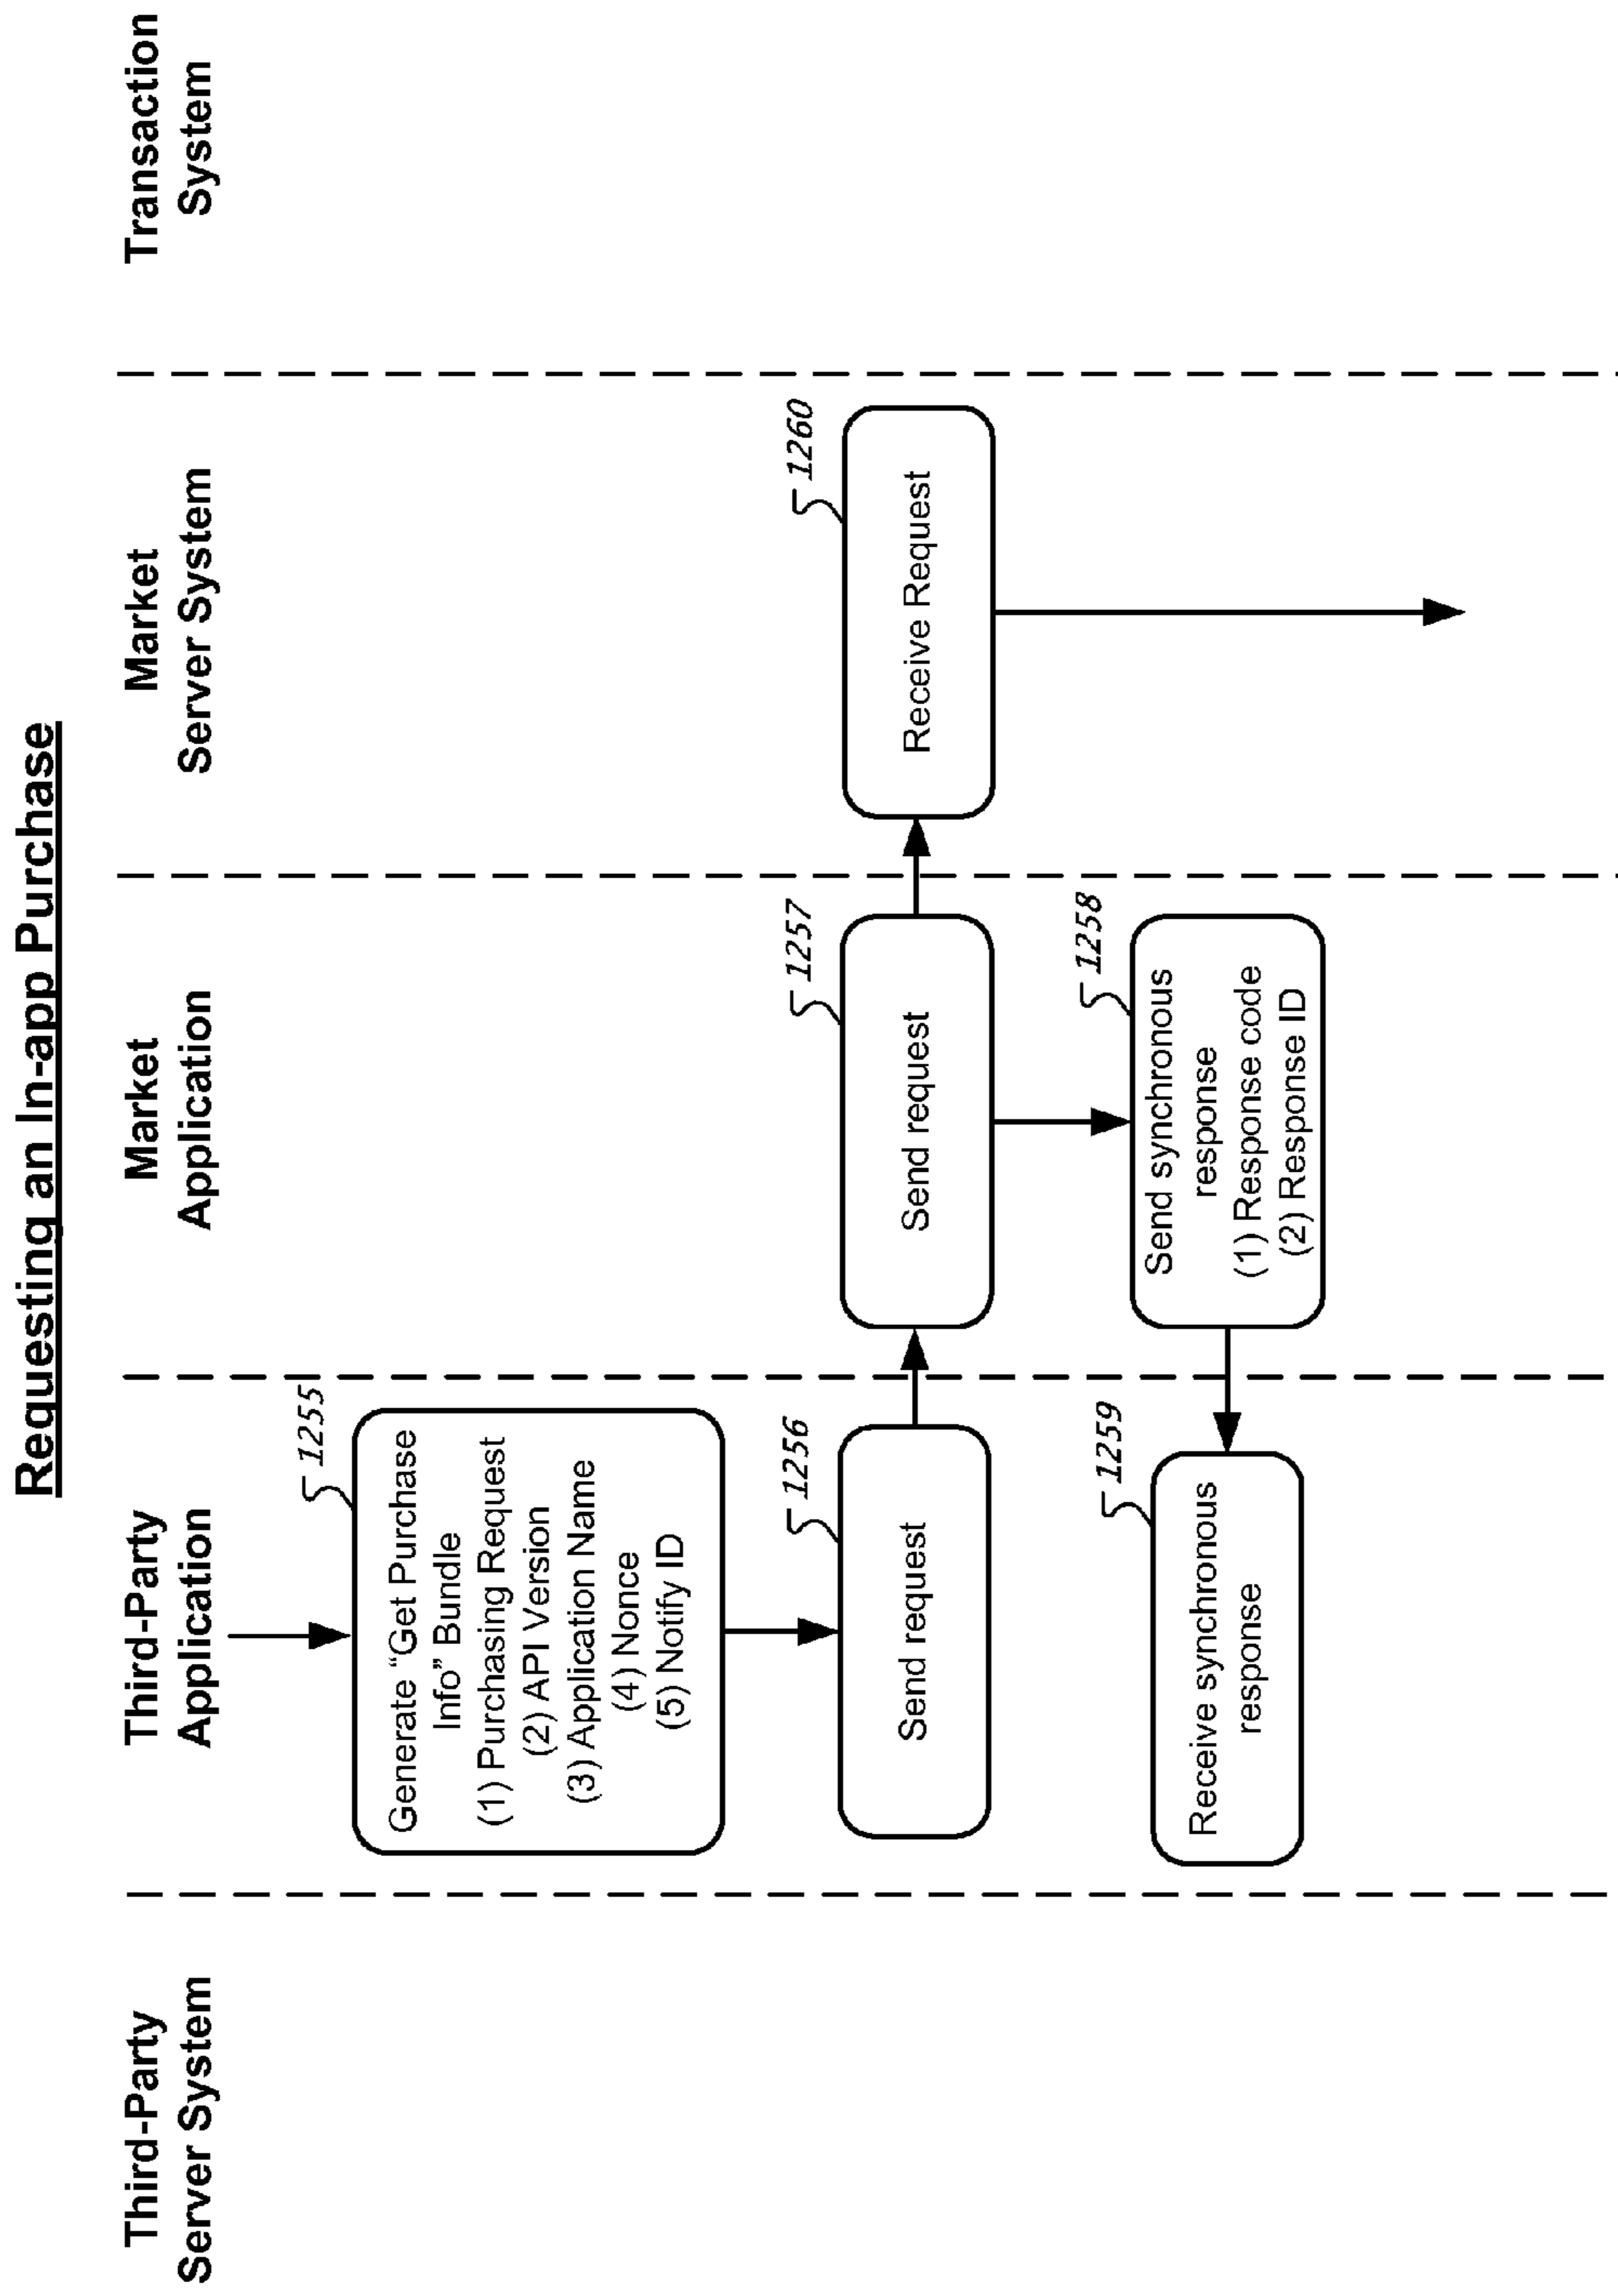 Requesting an In-app Purchase
Third-Party
Server System
Third-Party
Application
Market
Application
Market
Server System
Transaction
System
1255
Generate “Get Purchase
Info” Bundle
(1) Purchasing Request
(2) API Version
(3) Application Name
(4) Nonce
(5) Notify ID
1256
Send request
1257
Send request
1260
Receive Request
1258
Send synchronous
response
(1) Response code
(2) Response ID
1259
Receive synchronous
response